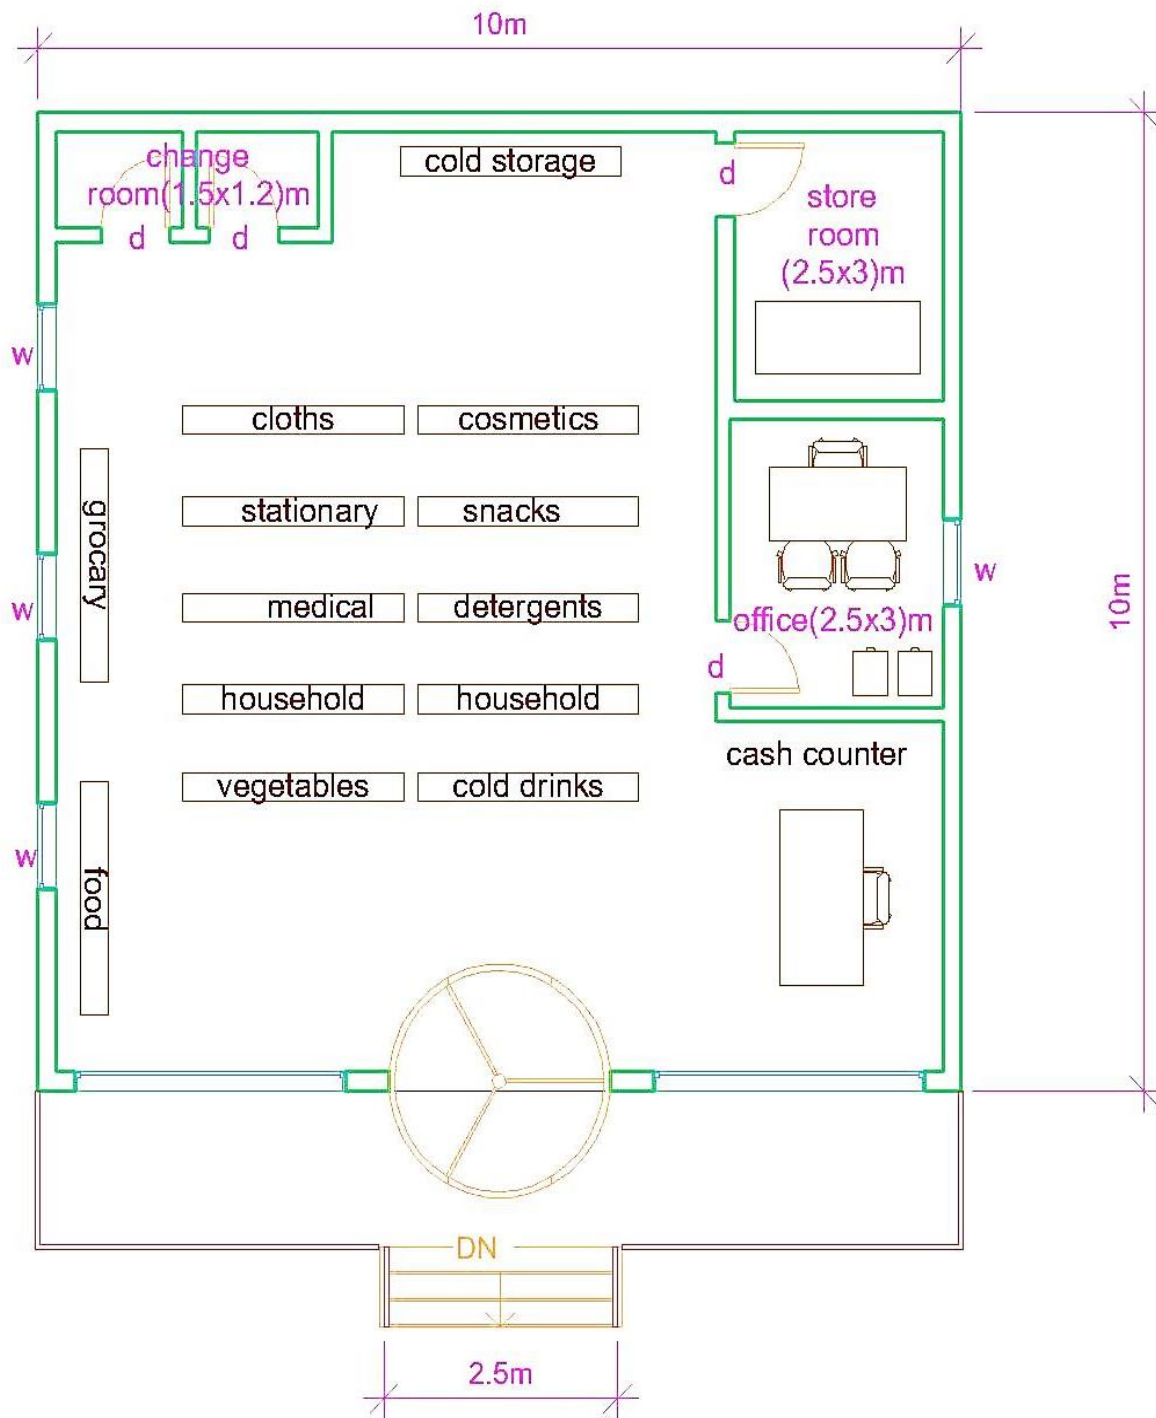 10m
change
room(1.5x1.2)m
d
d
cold storage
d
store
room
(2.5x3)m
w
cloths
cosmetics
grocary
stationary
snacks
w
w
10m
medical
detergents
office(2.5x3)m
d
household
household
cash counter
vegetables
cold drinks
w
food
DN
2.5m